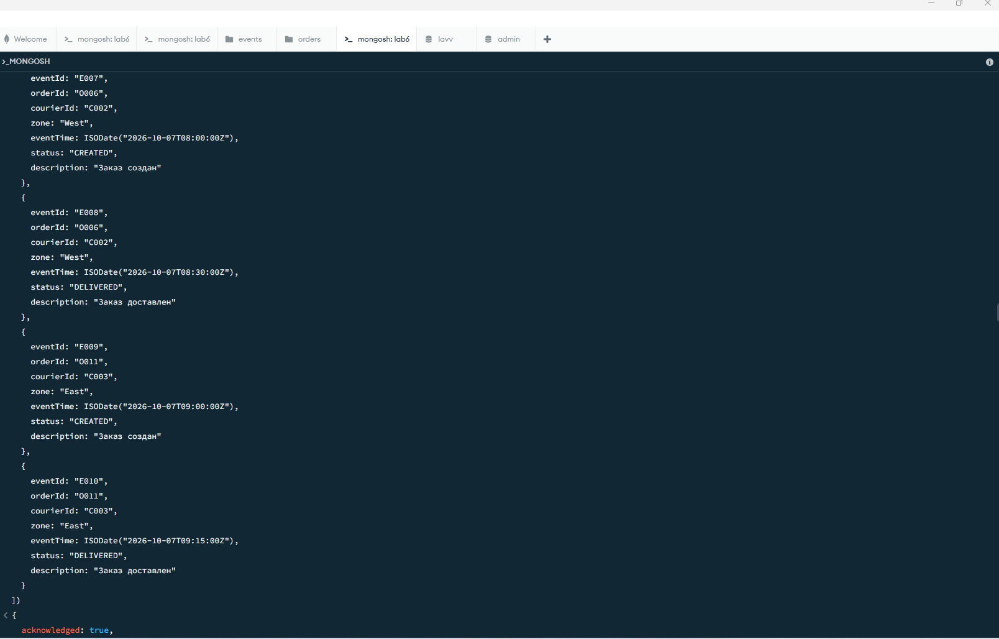 Welcome
>_ mongosh: lab6
>_ mongosh: lab6
events
orders
>_ mongosh: lab6
lavv
admin
+
>_MONGOSH
eventId: "E007",
orderId: "O006",
courierId: "C002",
zone: "West",
eventTime: ISODate("2026-10-07T08:00:00Z"),
status: "CREATED",
description: "Заказ создан"
},
{
eventId: "E008",
orderId: "O006",
courierId: "C002",
zone: "West",
eventTime: ISODate("2026-10-07T08:30:00Z"),
status: "DELIVERED",
description: "Заказ доставлен"
},
{
eventId: "E009",
orderId: "O011",
courierId: "C003",
zone: "East",
eventTime: ISODate("2026-10-07T09:00:00Z"),
status: "CREATED",
description: "Заказ создан"
},
{
eventId: "E010",
orderId: "O011",
courierId: "C003",
zone: "East",
eventTime: ISODate("2026-10-07T09:15:00Z"),
status: "DELIVERED",
description: "Заказ доставлен"
}
])
< {
acknowledged: true,